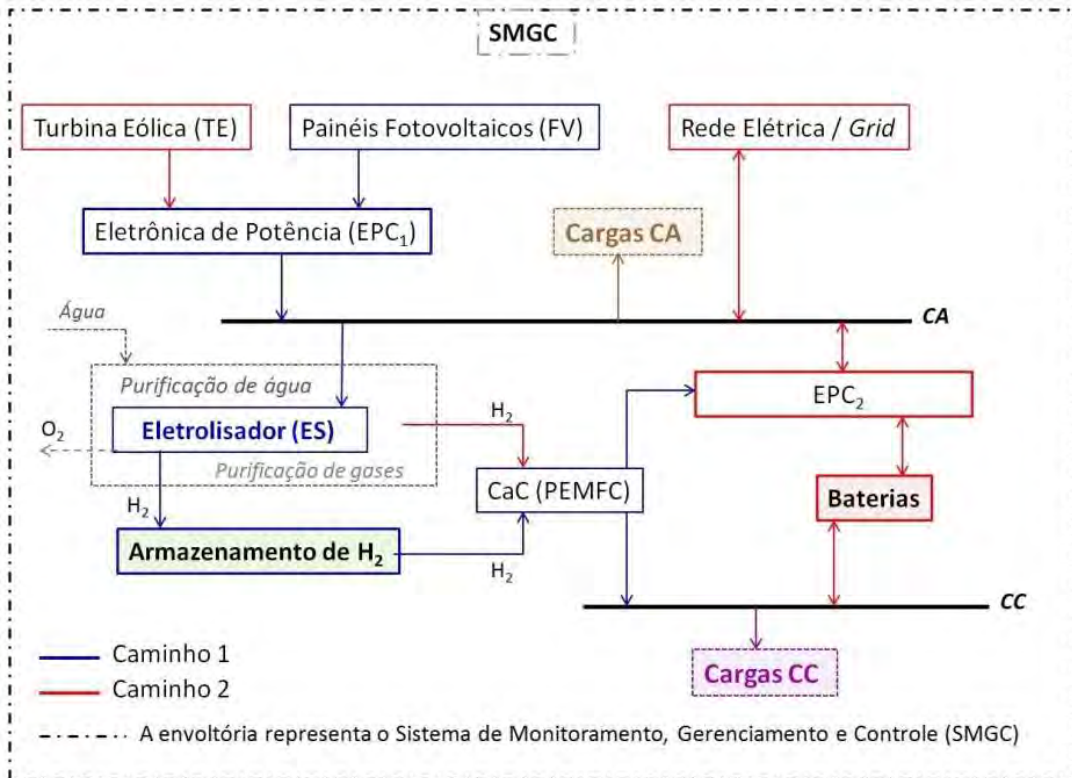 SMGC
Turbina Eólica (TE)
Painéis Fotovoltaicos (FV)
Rede Elétrica / Grid
Eletrônica de Potência (EPC₁)
Cargas CA
Água
CA
Purificação de água
EPC₂
H₂
O₂
Eletrolisador (ES)
Purificação de gases
CaC (PEMFC)
Baterias
H₂
Armazenamento de H₂
H₂
CC
Caminho 1
Cargas CC
Caminho 2
A envoltória representa o Sistema de Monitoramento, Gerenciamento e Controle (SMGC)